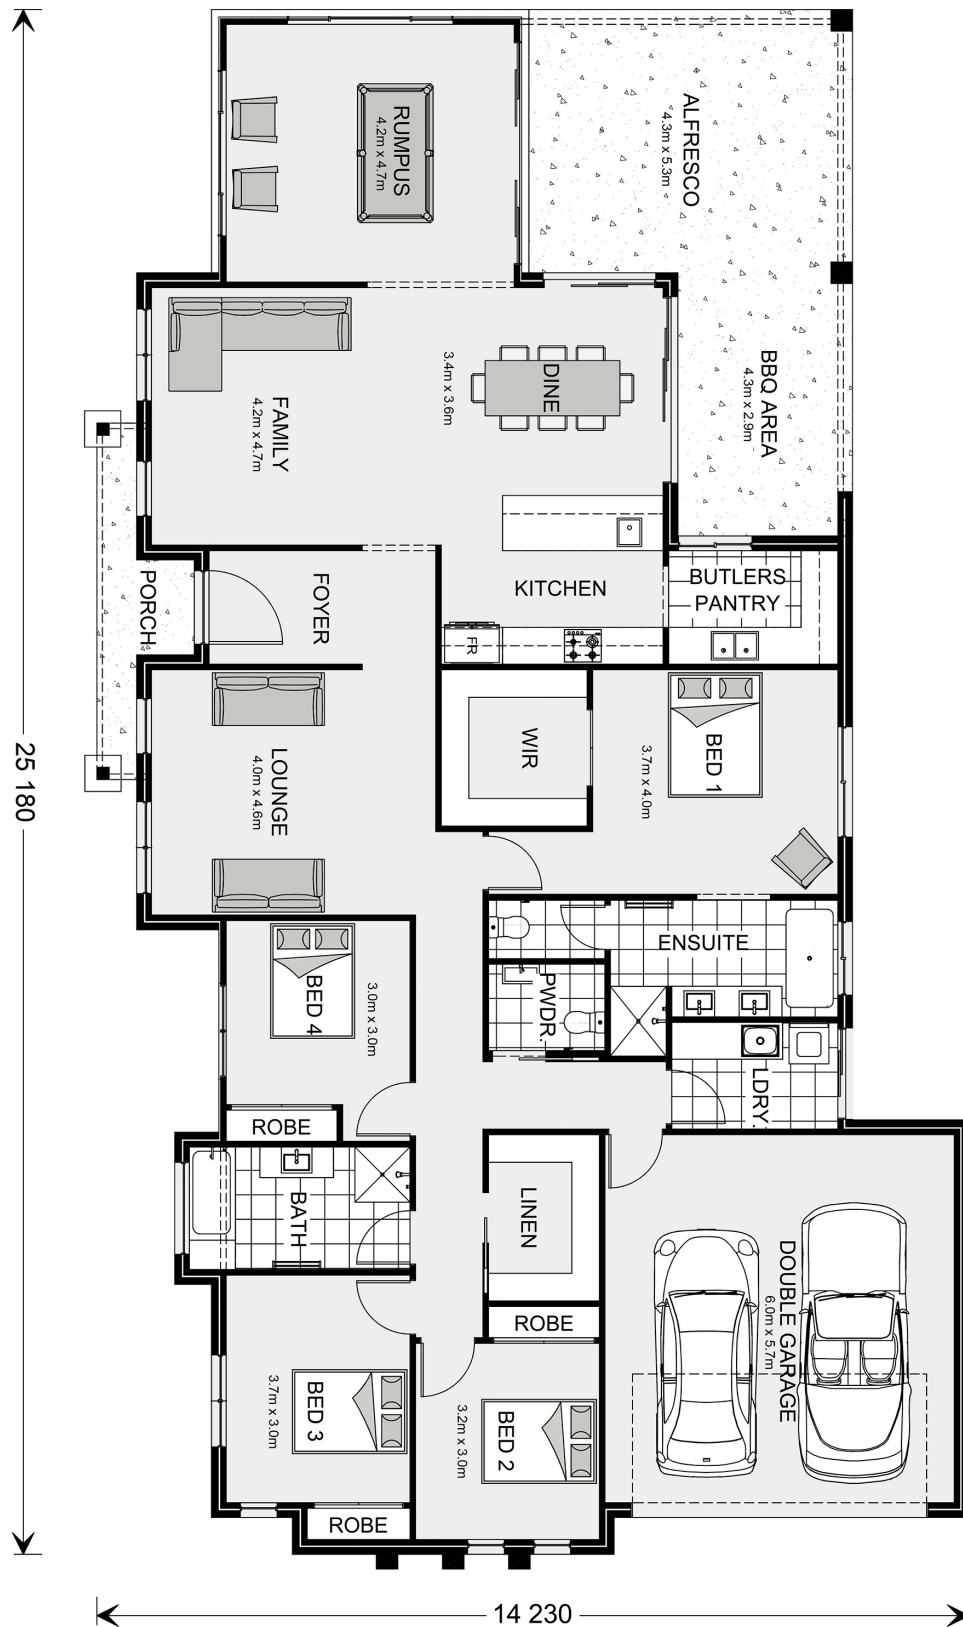 RUMPUS
4.2m x 4.7m
ALFRESCO
4.3m x 5.3m
FAMILY
4.2m x 4.7m
3.4m x 3.6m
DINE
BBQ AREA
4.3m x 2.9m
PORCH
FOYER
KITCHEN
FR
BUTLERS
PANTRY
LOUNGE
4.0m x 4.6m
WIR
3.7m x 4.0m
BED 1
25 180
BED 4
3.0m x 3.0m
ROBE
PWDR.
ENSUITE
LDRY.
BATH
LINEN
ROBE
DOUBLE GARAGE
6.0m x 5.7m
BED 3
3.7m x 3.0m
ROBE
BED 2
3.2m x 3.0m
14 230